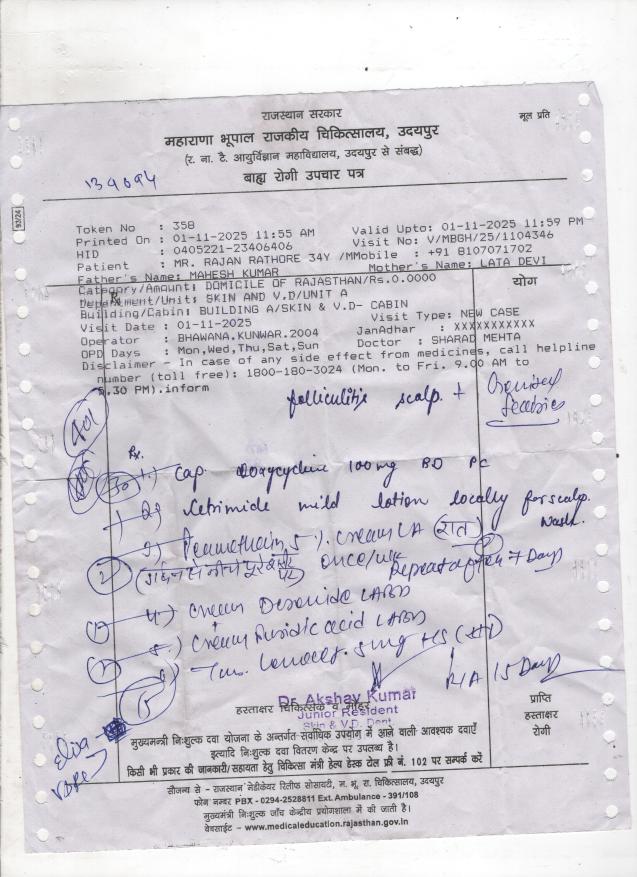 राजस्थान सरकार
मूल प्रति
महाराणा भूपाल राजकीय चिकित्सालय, उदयपुर
(र. ना. टै. आयुर्विज्ञान महाविद्यालय, उदयपुर से संबद्ध)
बाह्य रोगी उपचार पत्र
93/24
Token No : 358
Printed On : 01-11-2025 11:55 AM Valid Upto: 01-11-2025 11:59 PM
HID : 0405221-23406406 Visit No: V/MBGH/25/1104346
Patient : MR. RAJAN RATHORE 34Y /MMobile : +91 8107071702
Father's Name: MAHESH KUMAR Mother's Name: LATA DEVI
Category/Amount: DOMICILE OF RAJASTHAN/Rs.0.0000
योग
Department/Unit: SKIN AND V.D/UNIT A
Building/Cabin: BUILDING A/SKIN & V.D- CABIN
Visit Date : 01-11-2025 Visit Type: NEW CASE
Operator : BHAWANA.KUNWAR.2004 JanAadhar : XXXXXXXXXXX
OPD Days : Mon,Wed,Thu,Sat,Sun Doctor : SHARAD MEHTA
Disclaimer - In case of any side effect from medicines, call helpline
number (toll free): 1800-180-3024 (Mon. to Fri. 9.00 AM to
5.30 PM).inform
folliculitis scalp +
scabies
401
Rx.
1.) Cap. Doxycycline 100mg BD PC
2) Cetrimide mild lotion locally for scalp
wash
3) 5 % cream LA (रात)
once/wk
Repeat after 7 Days
4) Cream Desonide LABD
5.) Cream Fusidic acid LABD
5mg HS
R/A 15 Days
Dr. Akshay Kumar
Junior Resident
Skin & V.D. Dept.
हस्ताक्षर चिकित्सक व मोहर
प्राप्ति
हस्ताक्षर
रोगी
मुख्यमन्त्री निःशुल्क दवा योजना के अन्तर्गत सर्वाधिक उपयोग में आने वाली आवश्यक दवाएँ
इत्यादि निःशुल्क दवा वितरण केन्द्र पर उपलब्ध है।
किसी भी प्रकार की जानकारी/सहायता हेतु चिकित्सा मंत्री हेल्प डेस्क टोल फ्री नं. 102 पर सम्पर्क करें
सौजन्य से - राजस्थान मेडीकेयर रिलीफ सोसायटी, म. भू. रा. चिकित्सालय, उदयपुर
फोन नम्बर PBX - 0294-2528811 Ext. Ambulance - 391/108
मुख्यमंत्री निःशुल्क जाँच केन्द्रीय प्रयोगशाला में की जाती है।
वेबसाईट - www.medicaleducation.rajasthan.gov.in